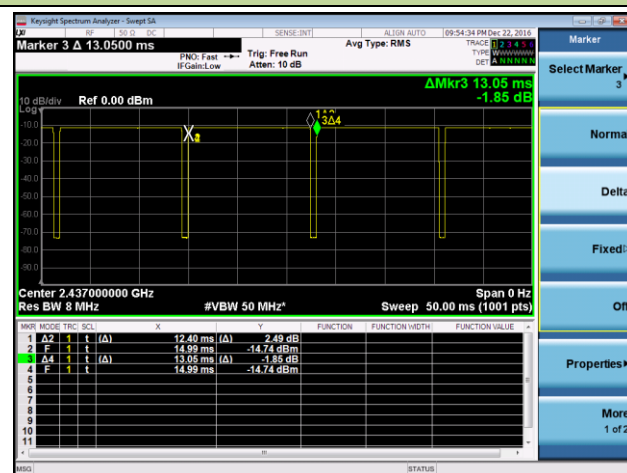 Keysight Spectrum Analyzer - Swept SA
RF 50 Ω DC SENSE:INT ALIGN AUTO 09:54:34 PM Dec 22, 2016
Marker 3 Δ 13.0500 ms
PNO: Fast Trig: Free Run
IFGain:Low Atten: 10 dB
Avg Type: RMS
TRACE 1 2 3 4 5 6
TYPE WWWWWW
DET A N N N N N
ΔMkr3 13.05 ms
-1.85 dB
10 dB/div Ref 0.00 dBm
Log
-10.0
-40.0
-50.0
-60.0
-70.0
-90.0
3Δ4
Center 2.437000000 GHz Span 0 Hz
Res BW 8 MHz #VBW 50 MHz* Sweep 50.00 ms (1001 pts)
MKR MODE TRC SCL X Y FUNCTION FUNCTION WIDTH FUNCTION VALUE
1 Δ2 1 t (Δ) 12.40 ms (Δ) 2.49 dB
2 F 1 t 14.99 ms -14.74 dBm
3 Δ4 1 t (Δ) 13.05 ms (Δ) -1.85 dB
4 F 1 t 14.99 ms -14.74 dBm
5
6
7
8
9
10
11
MSG STATUS
Marker
Select Marker
3
Norma
Delta
Fixed
Off
Properties
More
1 of 2